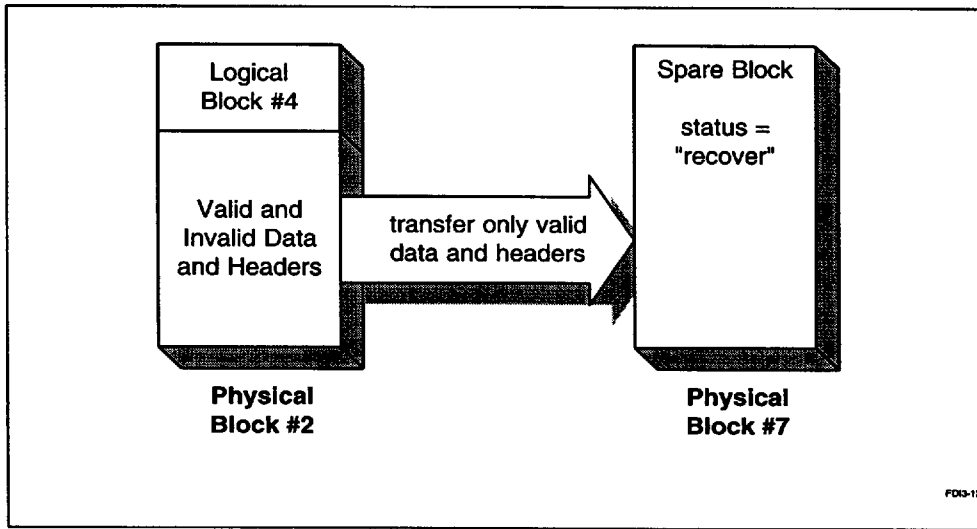 Logical
Block #4
Valid and
Invalid Data
and Headers
Physical
Block #2
transfer only valid
data and headers
Spare Block
status =
"recover"
Physical
Block #7